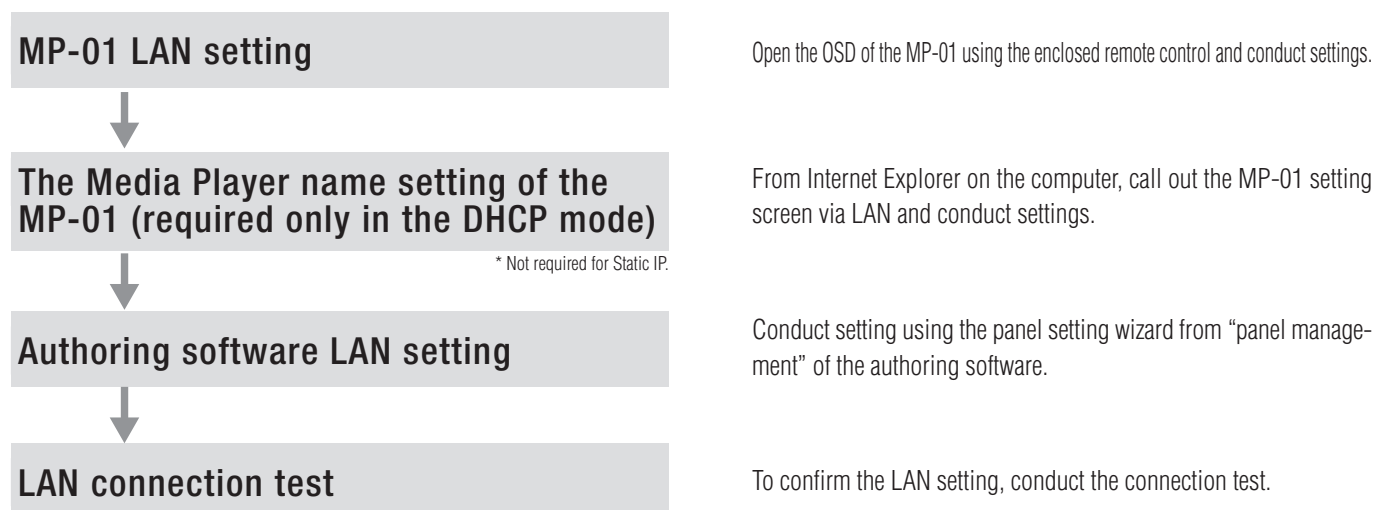 MP-01 LAN setting
Open the OSD of the MP-01 using the enclosed remote control and conduct settings.
The Media Player name setting of the
MP-01 (required only in the DHCP mode)
From Internet Explorer on the computer, call out the MP-01 setting
screen via LAN and conduct settings.
* Not required for Static IP.
Authoring software LAN setting
Conduct setting using the panel setting wizard from “panel manage-
ment” of the authoring software.
LAN connection test
To confirm the LAN setting, conduct the connection test.